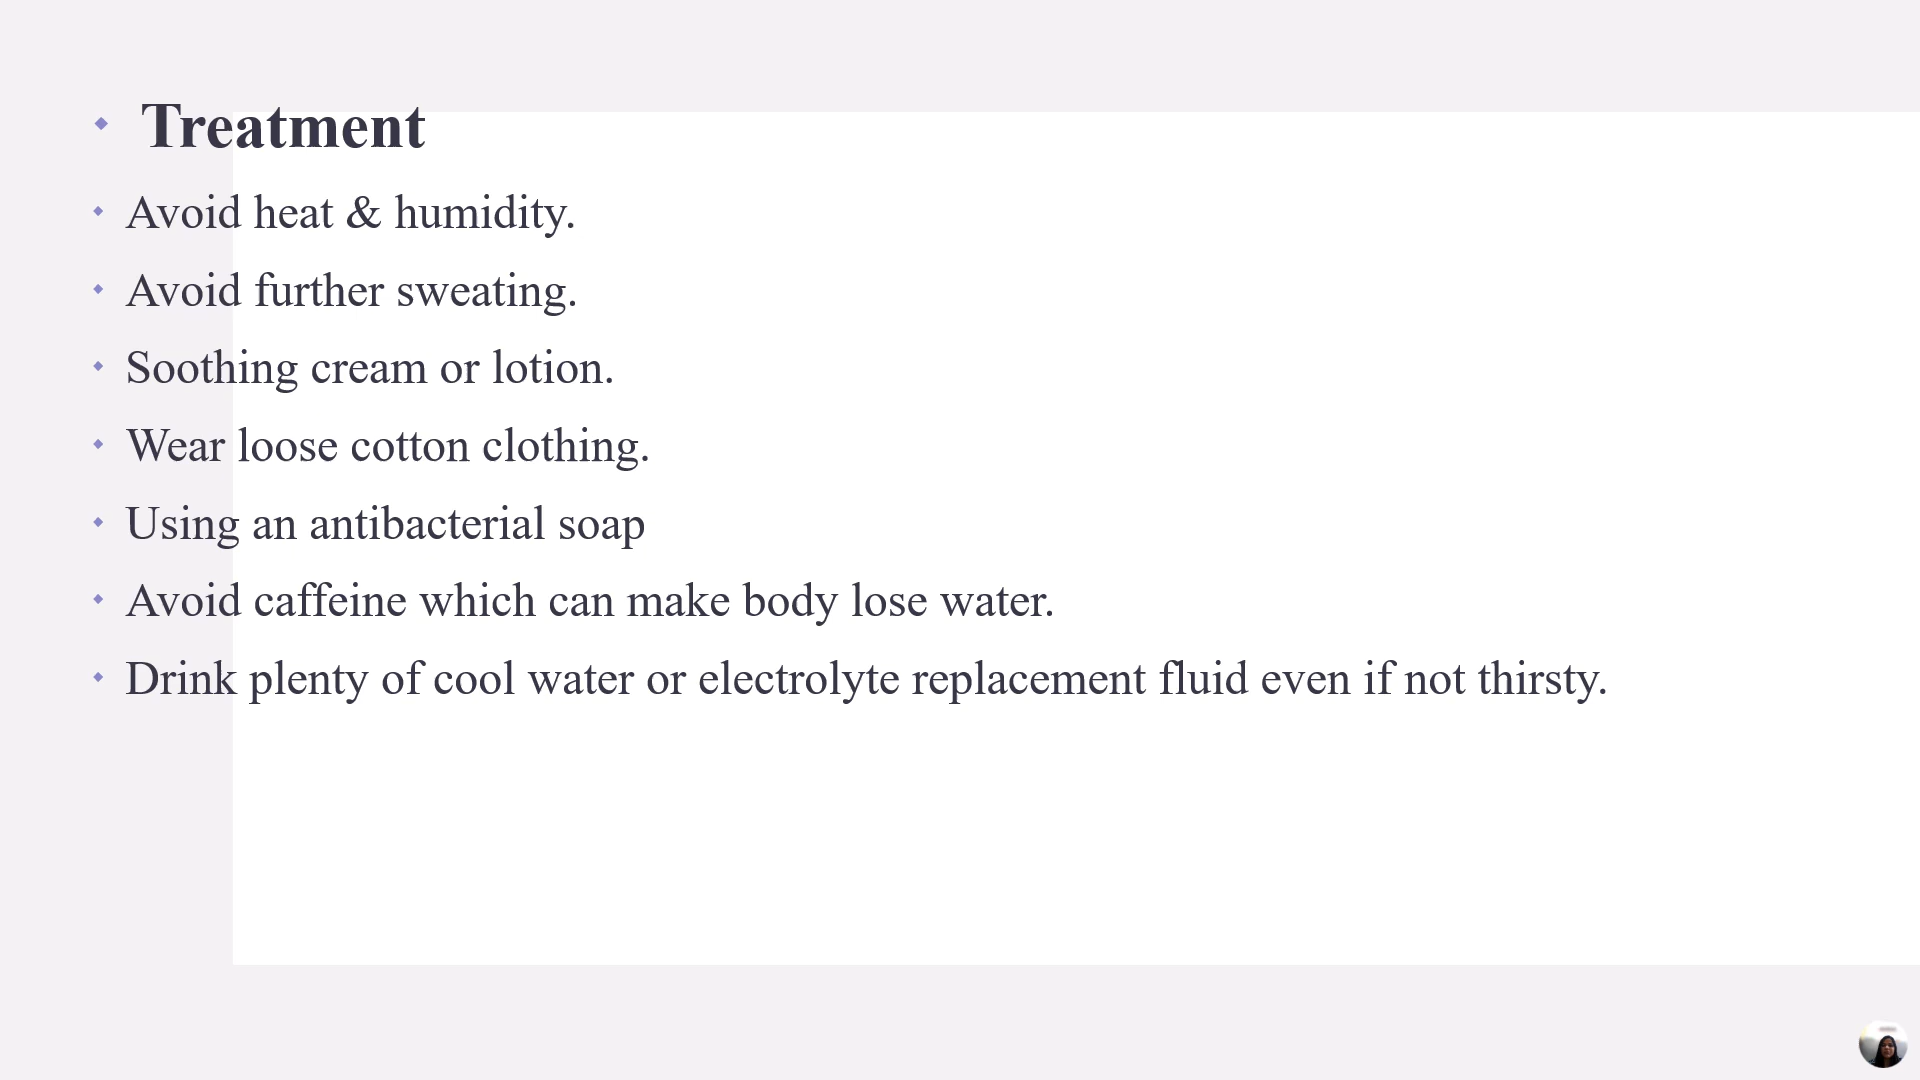 Treatment
Avoid heat & humidity.
Avoid further sweating.
Soothing cream or lotion.
Wear loose cotton clothing.
Using an antibacterial soap
Avoid caffeine which can make body lose water.
Drink plenty of cool water or electrolyte replacement fluid even if not thirsty.